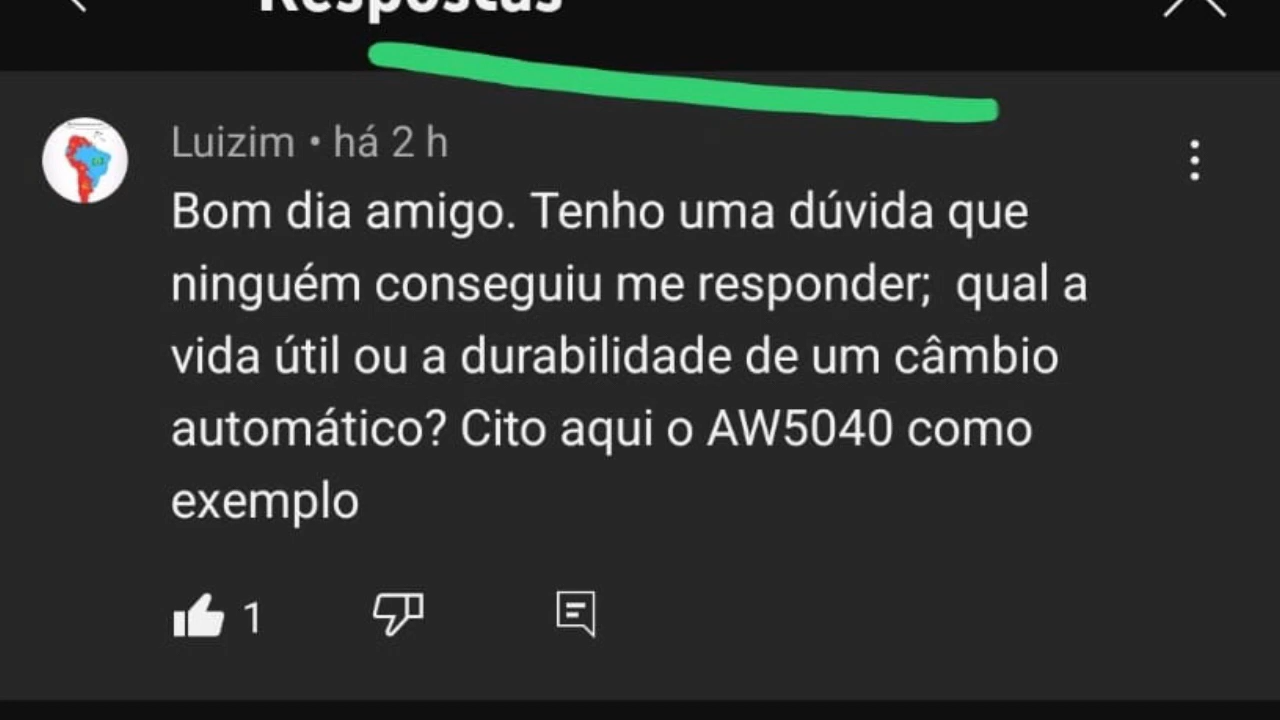 Respostas
Luizim • há 2 h
Bom dia amigo. Tenho uma dúvida que
ninguém conseguiu me responder;  qual a
vida útil ou a durabilidade de um câmbio
automático? Cito aqui o AW5040 como
exemplo
1